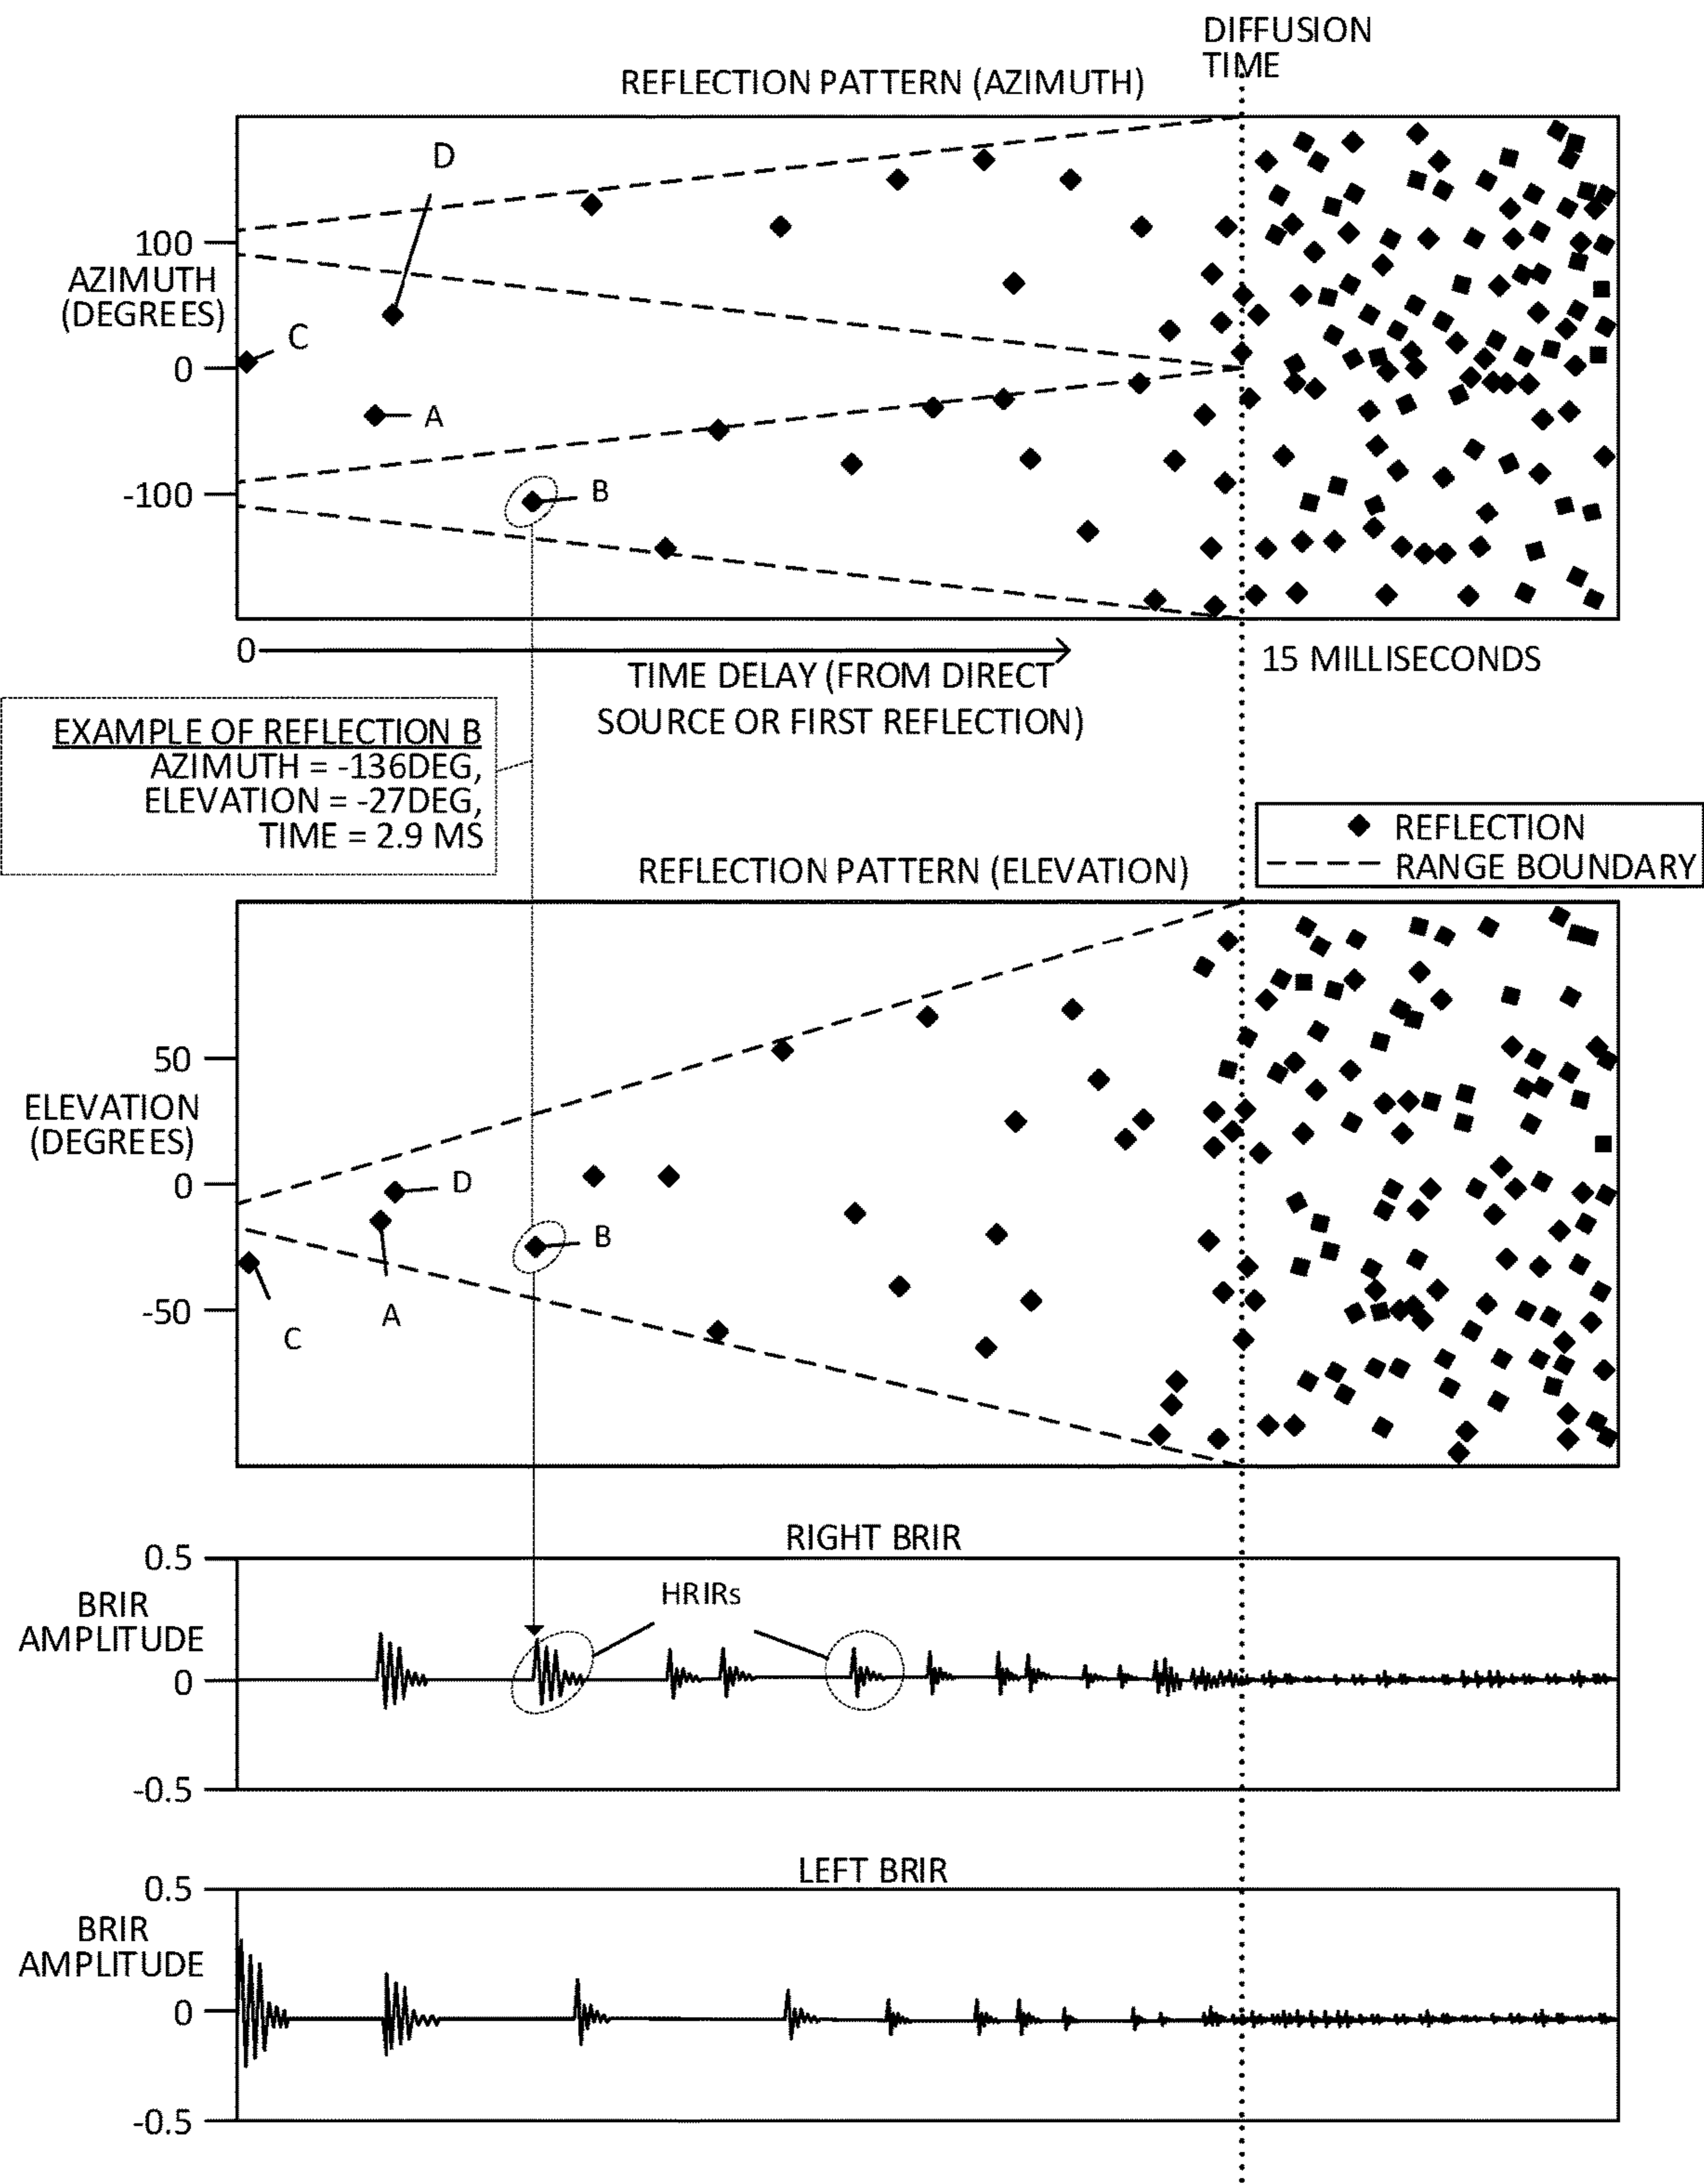 DIFFUSION
TIME
REFLECTION PATTERN (AZIMUTH)
D
100
AZIMUTH
(DEGREES)
C
0
A
-100
B
0
TIME DELAY (FROM DIRECT
SOURCE OR FIRST REFLECTION)
15 MILLISECONDS
EXAMPLE OF REFLECTION B
AZIMUTH = -136DEG,
ELEVATION = -27DEG,
TIME = 2.9 MS
REFLECTION
RANGE BOUNDARY
REFLECTION PATTERN (ELEVATION)
50
ELEVATION
(DEGREES)
0
D
B
-50
A
C
RIGHT BRIR
0.5
BRIR
AMPLITUDE
HRIRs
0
-0.5
LEFT BRIR
0.5
BRIR
AMPLITUDE
0
-0.5